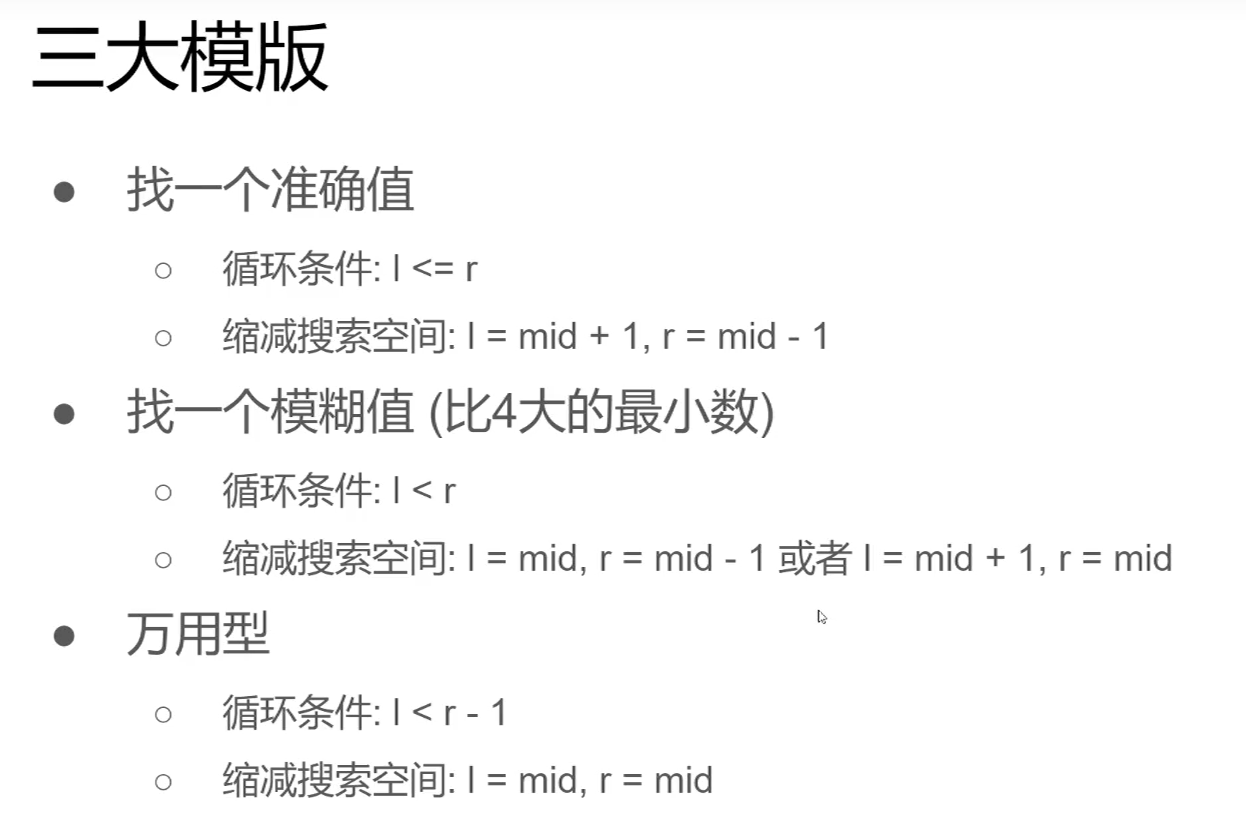 三大模版
● 找一个准确值
○ 循环条件: l <= r
○ 缩减搜索空间: l = mid + 1, r = mid - 1
● 找一个模糊值 (比4大的最小数)
○ 循环条件: l < r
○ 缩减搜索空间: l = mid, r = mid - 1 或者 l = mid + 1, r = mid
● 万用型
○ 循环条件: l < r - 1
○ 缩减搜索空间: l = mid, r = mid